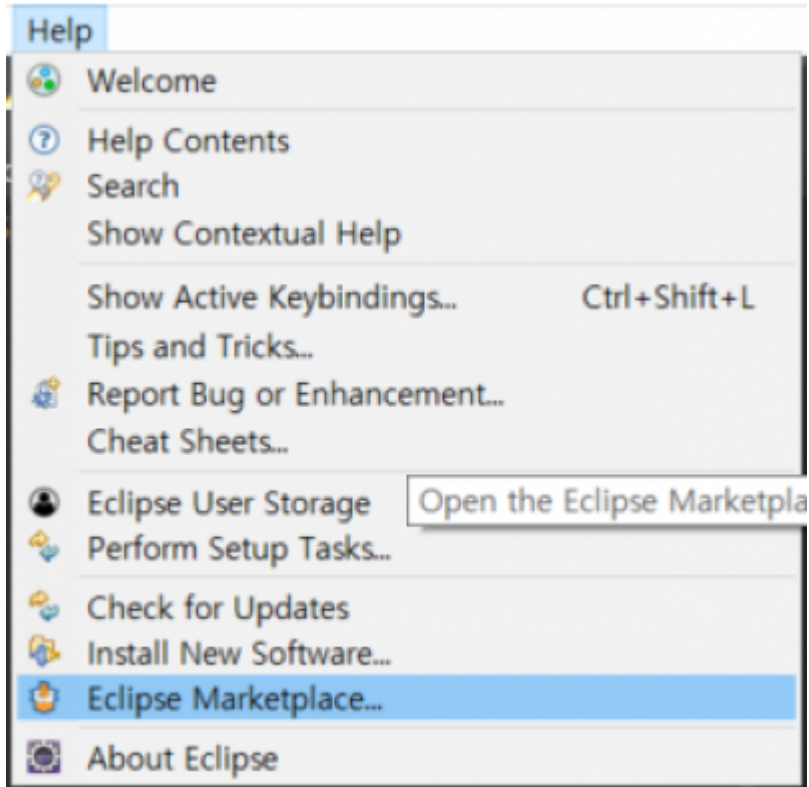 Help
Welcome
Help Contents
Search
Show Contextual Help
Show Active Keybindings... Ctrl+Shift+L
Tips and Tricks...
Report Bug or Enhancement...
Cheat Sheets...
Eclipse User Storage
Open the Eclipse Marketpla
Perform Setup Tasks...
Check for Updates
Install New Software...
Eclipse Marketplace...
About Eclipse